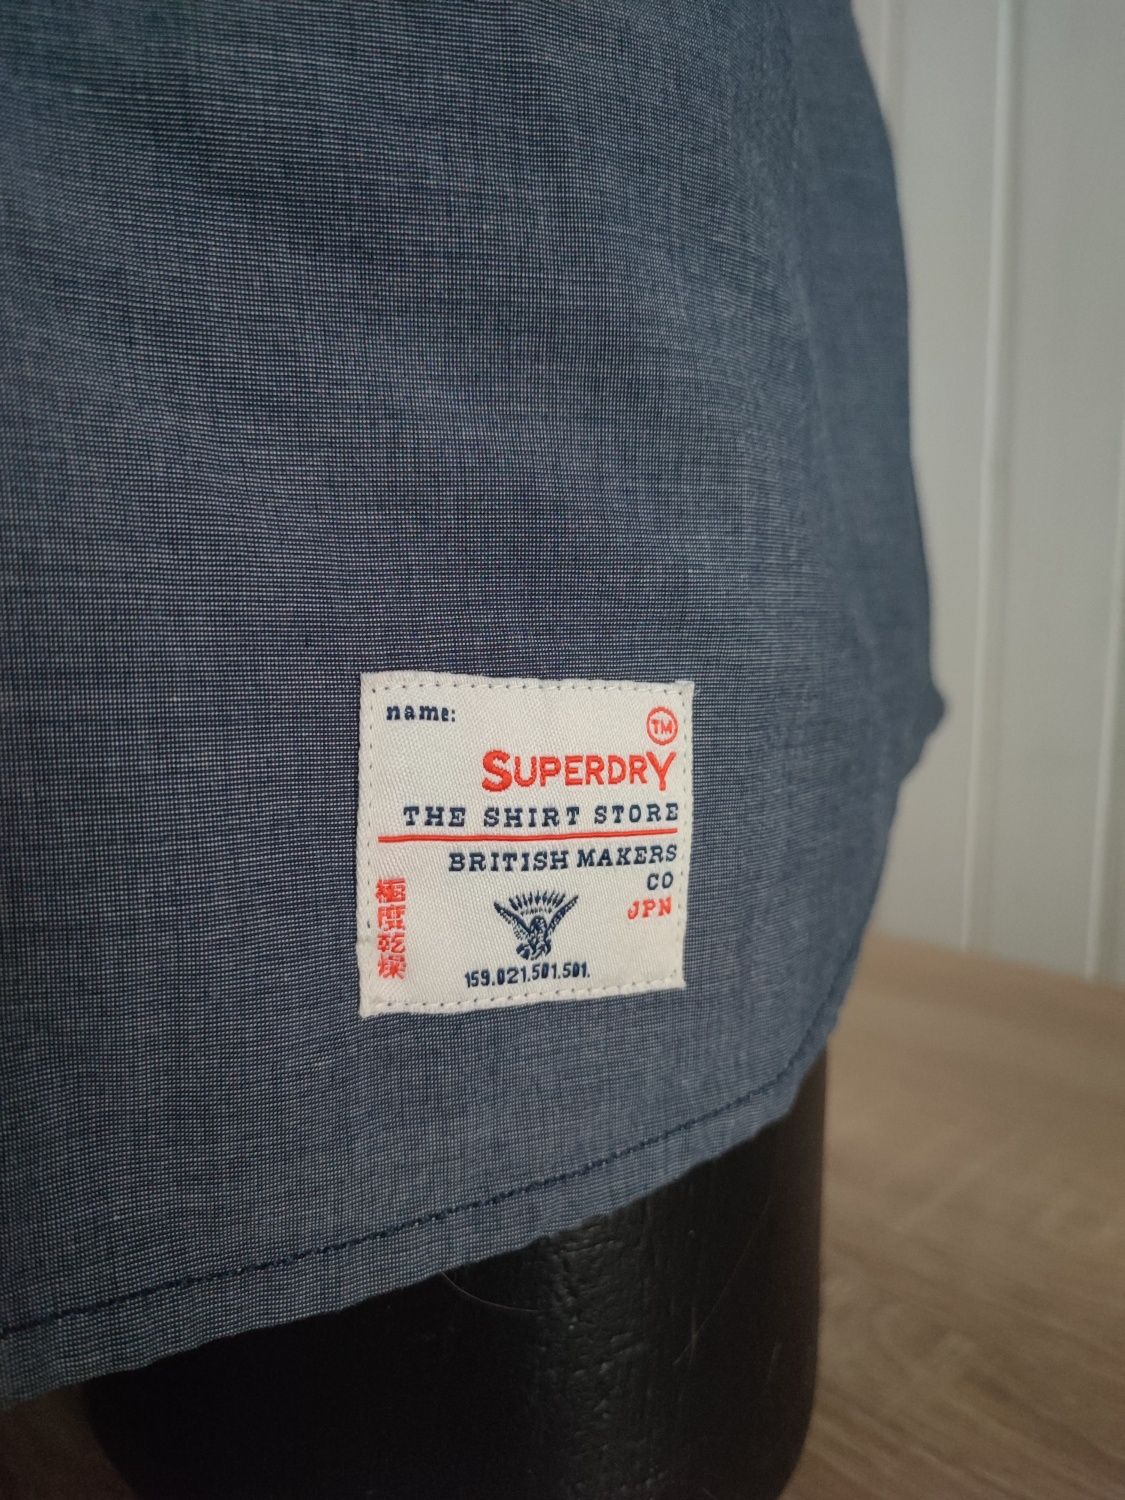 name:
TM
SUPERDRY
THE SHIRT STORE
BRITISH MAKERS
CO
JPN
極度乾燥
159.021.501.501.